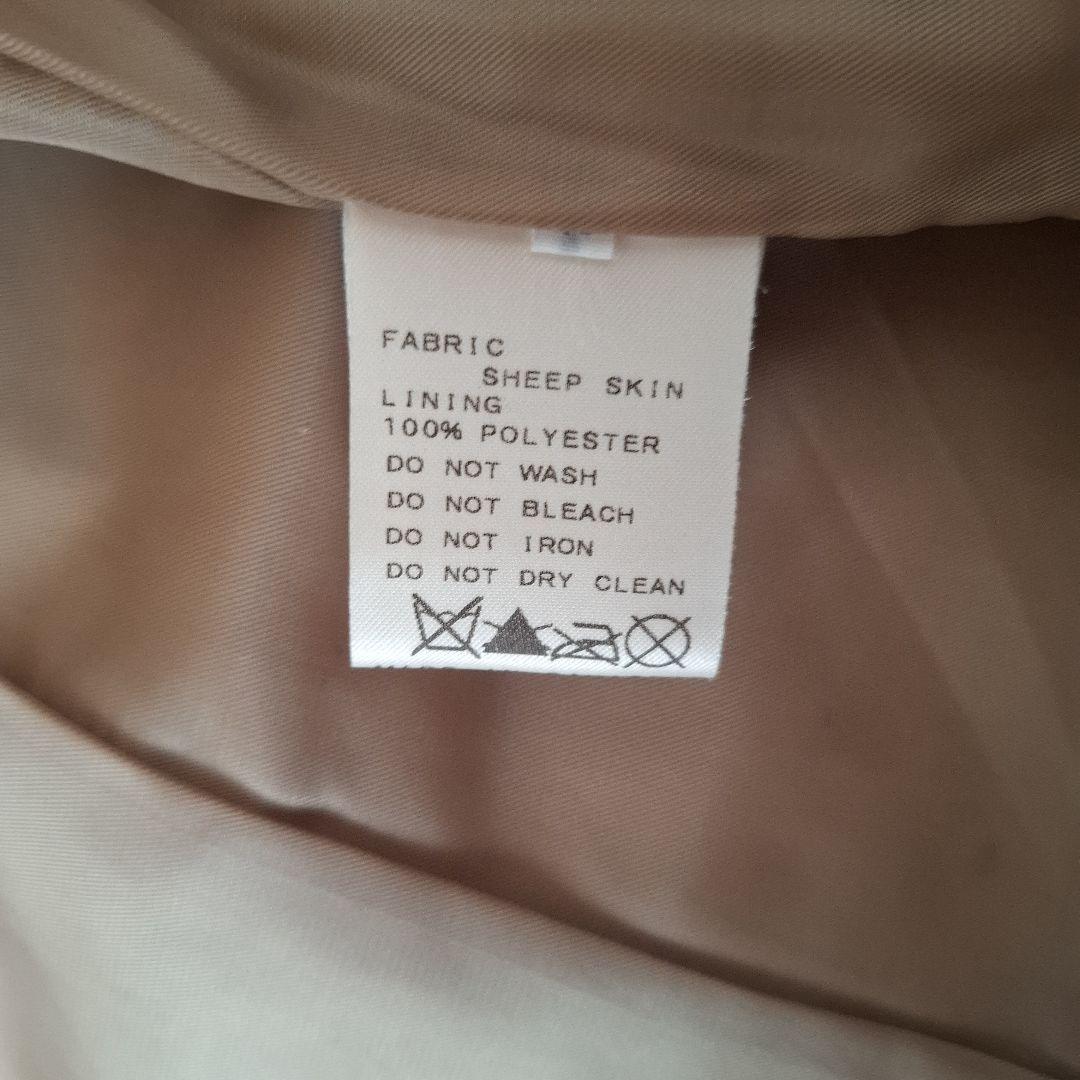 FABRIC
SHEEP SKIN
LINING
100% POLYESTER
DO NOT WASH
DO NOT BLEACH
DO NOT IRON
DO NOT DRY CLEAN